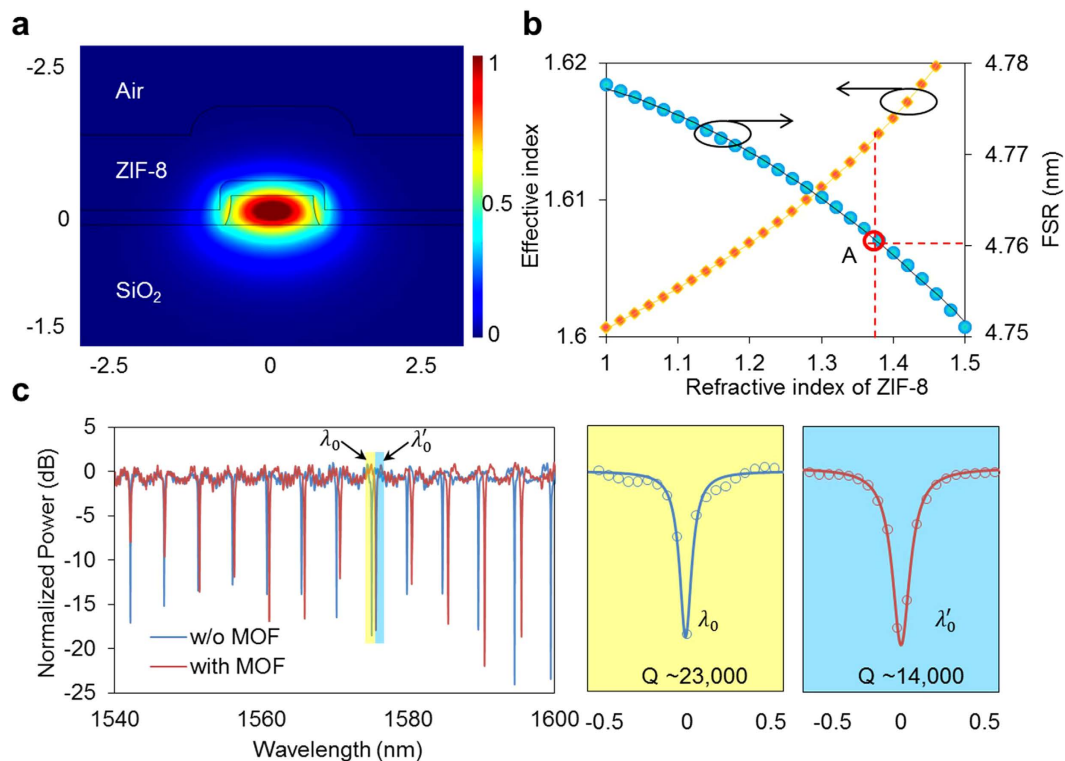 a
-2.5
0
-1.5
Air
ZIF-8
SiO₂
-2.5 0 2.5
1
0.5
0
b
1.62
1.61
1.6
Effective index
4.78
4.77
4.76
4.75
FSR (nm)
A
1 1.1 1.2 1.3 1.4 1.5
Refractive index of ZIF-8
c
5
0
-5
-10
-15
-20
-25
Normalized Power (dB)
λ₀ λ₀′
w/o MOF
with MOF
1540 1560 1580 1600
Wavelength (nm)
λ₀
Q ~23,000
-0.5 0 0.5
λ₀′
Q ~14,000
-0.5 0 0.5